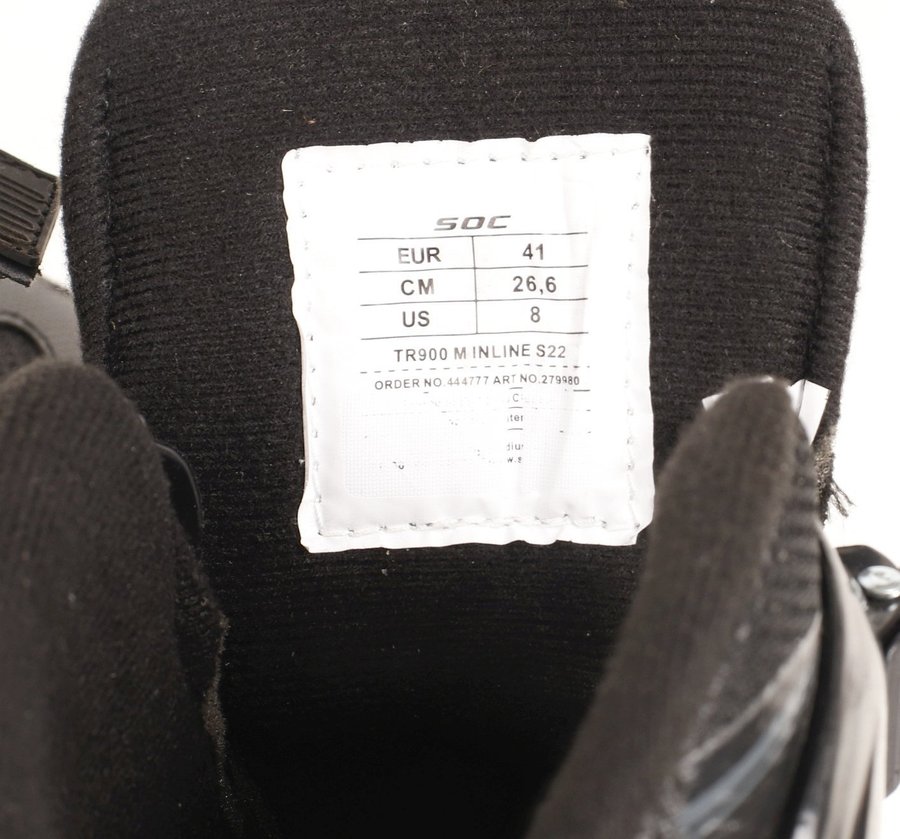 SOC
EUR 41
CM 26,6
US 8
TR900 M INLINE S22
ORDER NO.444777 ART NO.279980